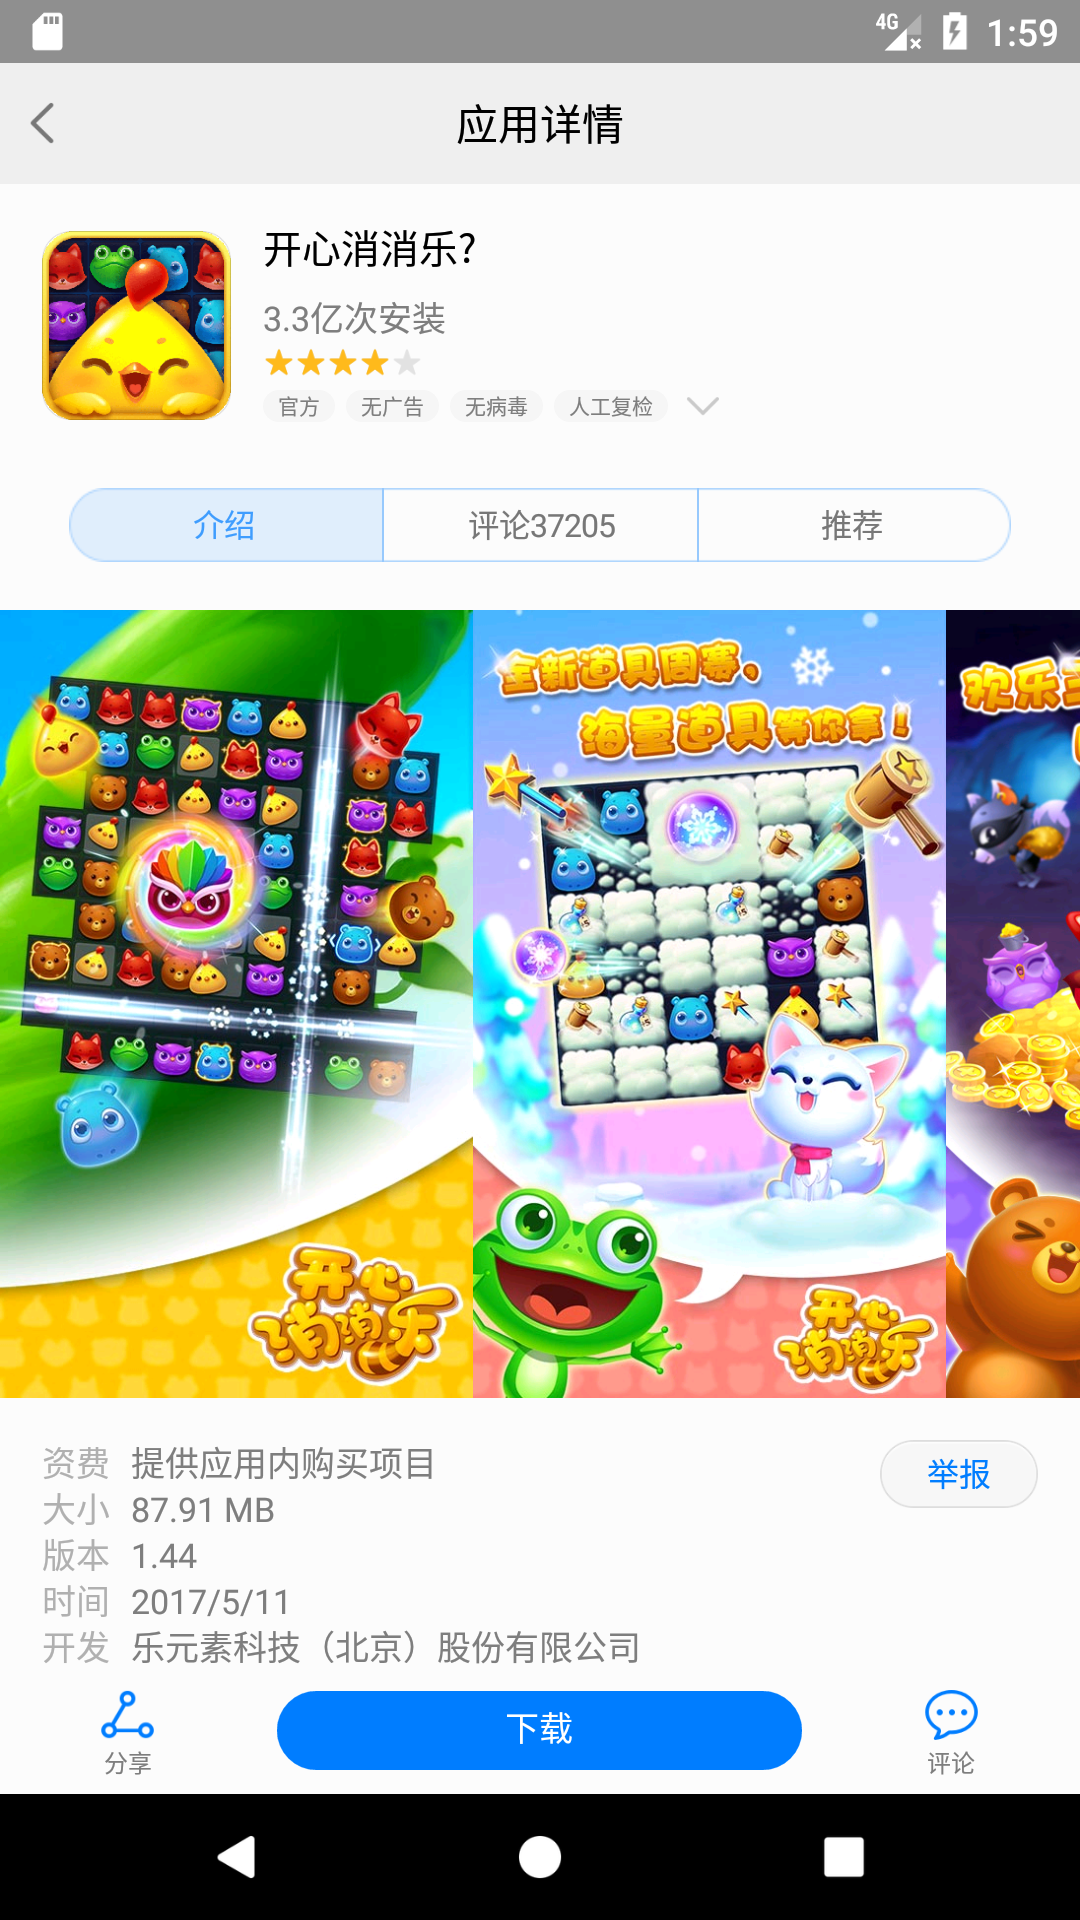 4G 1:59
应用详情
开心消消乐?
3.3亿次安装
官方 无广告 无病毒 人工复检
介绍 评论37205 推荐
全新道具周赛，
海量道具等你拿！
欢乐
开心
消消乐
开心
消消乐
资费 提供应用内购买项目
举报
大小 87.91 MB
版本 1.44
时间 2017/5/11
开发 乐元素科技（北京）股份有限公司
下载
分享 评论